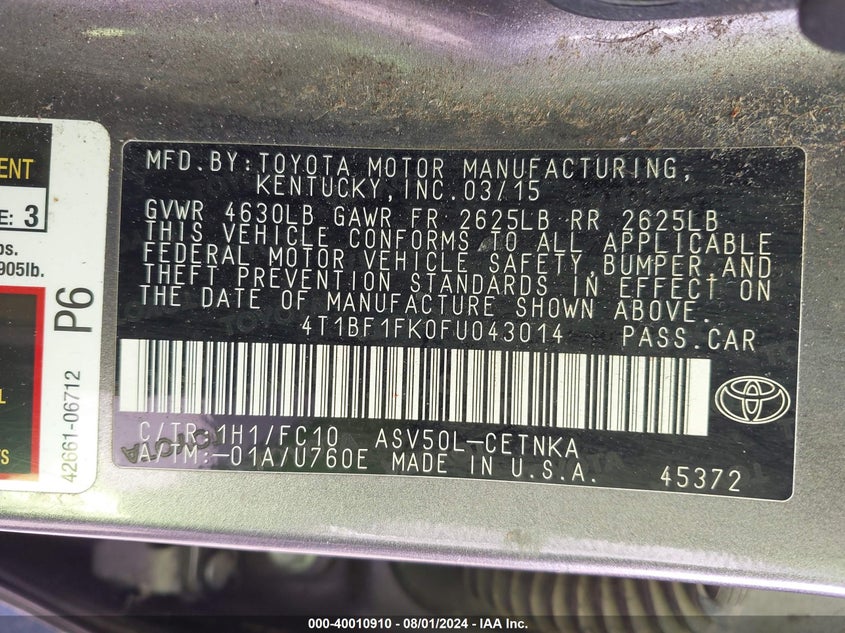 MFD.BY:TOYOTA MOTOR MANUFACTURING,
KENTUCKY,INC.03/15
GVWR 4630LB GAWR FR 2625LB RR 2625LB
THIS VEHICLE CONFORMS TO ALL APPLICABLE
FEDERAL MOTOR VEHICLE SAFETY,BUMPER,AND
THEFT PREVENTION STANDARDS IN EFFECT ON
THE DATE OF MANUFACTURE SHOWN ABOVE.
4T1BF1FK0FU043014 PASS.CAR
C/TR:1H1/FC10 ASV50L-CETNKA
A/TM:-01A/U760E MADE IN U.S.A.
45372
TOYOTA
E: 3
905lb.
P6
42661-06712
000-40010910 - 08/01/2024 - IAA Inc.